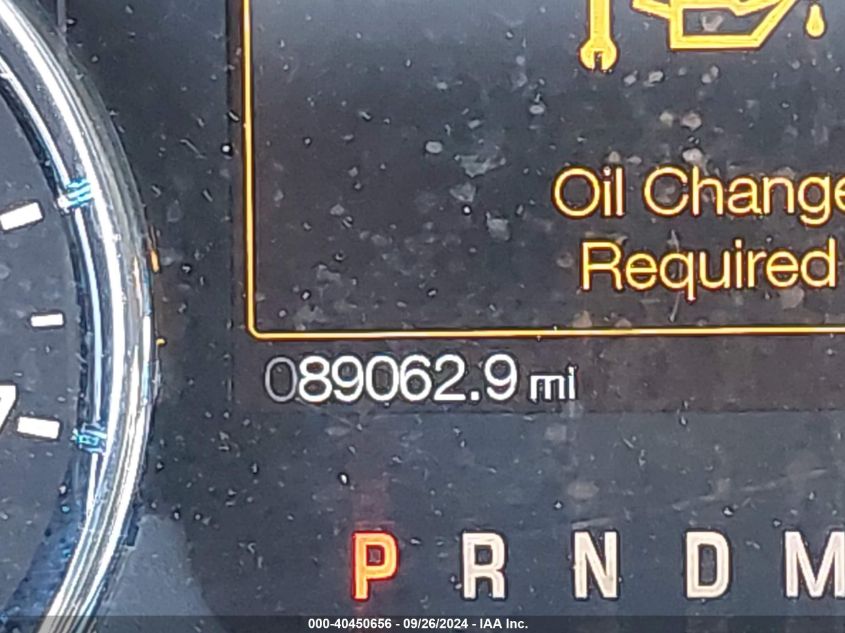 Oil Change
Required
089062.9 mi
P R N D M
000-40450656 - 09/26/2024 - IAA Inc.